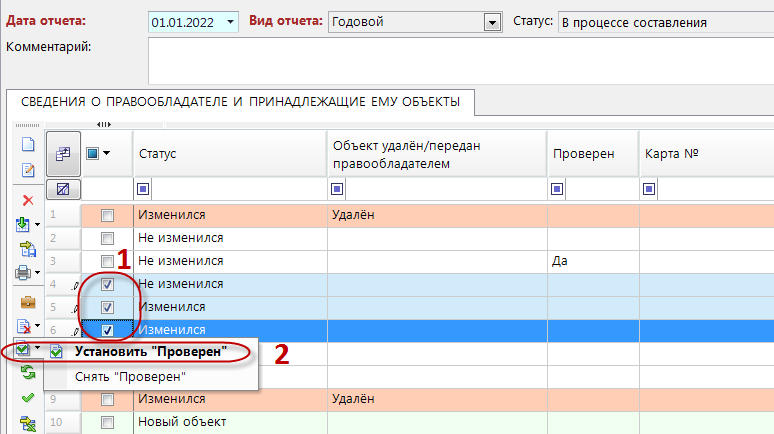 Дата отчета: 01.01.2022 Вид отчета: Годовой Статус: В процессе составления
Комментарий:
СВЕДЕНИЯ О ПРАВООБЛАДАТЕЛЕ И ПРИНАДЛЕЖАЩИЕ ЕМУ ОБЪЕКТЫ
Статус Объект удалён/передан правообладателем Проверен Карта №
1 Изменился Удалён
2 Не изменился
1
3 Не изменился Да
4 Не изменился
5 Изменился
6 Изменился
Установить "Проверен" 2
Снять "Проверен"
9 Изменился Удалён
10 Новый объект